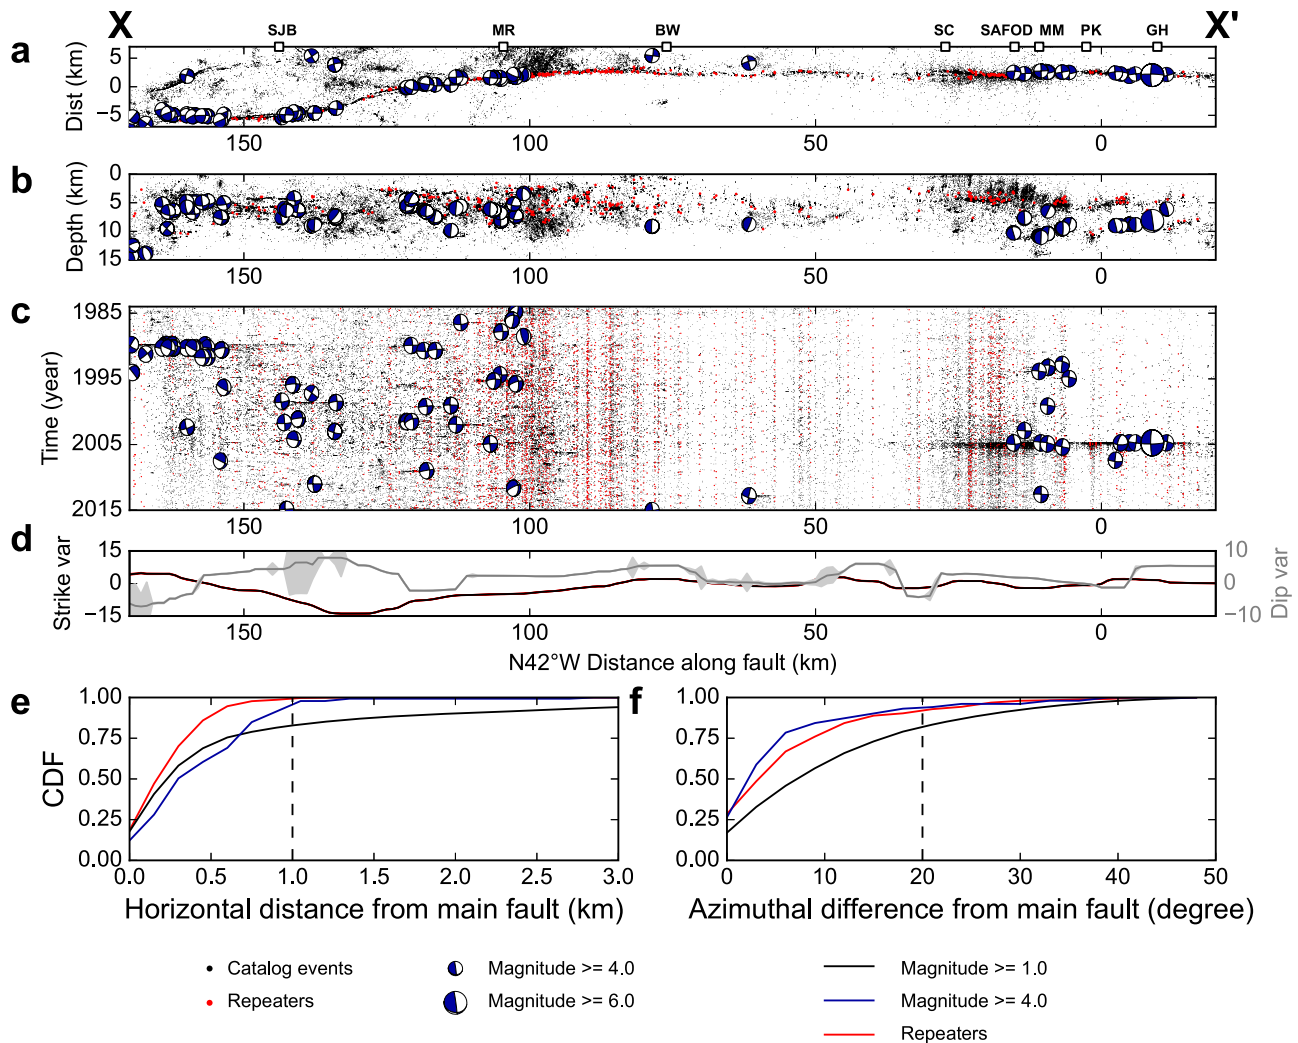 X X'
SJB MR BW SC SAFOD MM PK GH
a
Dist (km)
5
0
−5
150 100 50 0
b
Depth (km)
0
5
10
15
150 100 50 0
c
Time (year)
1985
1995
2005
2015
150 100 50 0
d
Strike var
15
0
−15
10
0
−10
Dip var
150 100 50 0
N42°W Distance along fault (km)
e
CDF
1.00
0.75
0.50
0.25
0.00
0.0 0.5 1.0 1.5 2.0 2.5 3.0
Horizontal distance from main fault (km)
f
1.00
0.75
0.50
0.25
0.00
0 10 20 30 40 50
Azimuthal difference from main fault (degree)
Catalog events
Repeaters
Magnitude >= 4.0
Magnitude >= 6.0
Magnitude >= 1.0
Magnitude >= 4.0
Repeaters